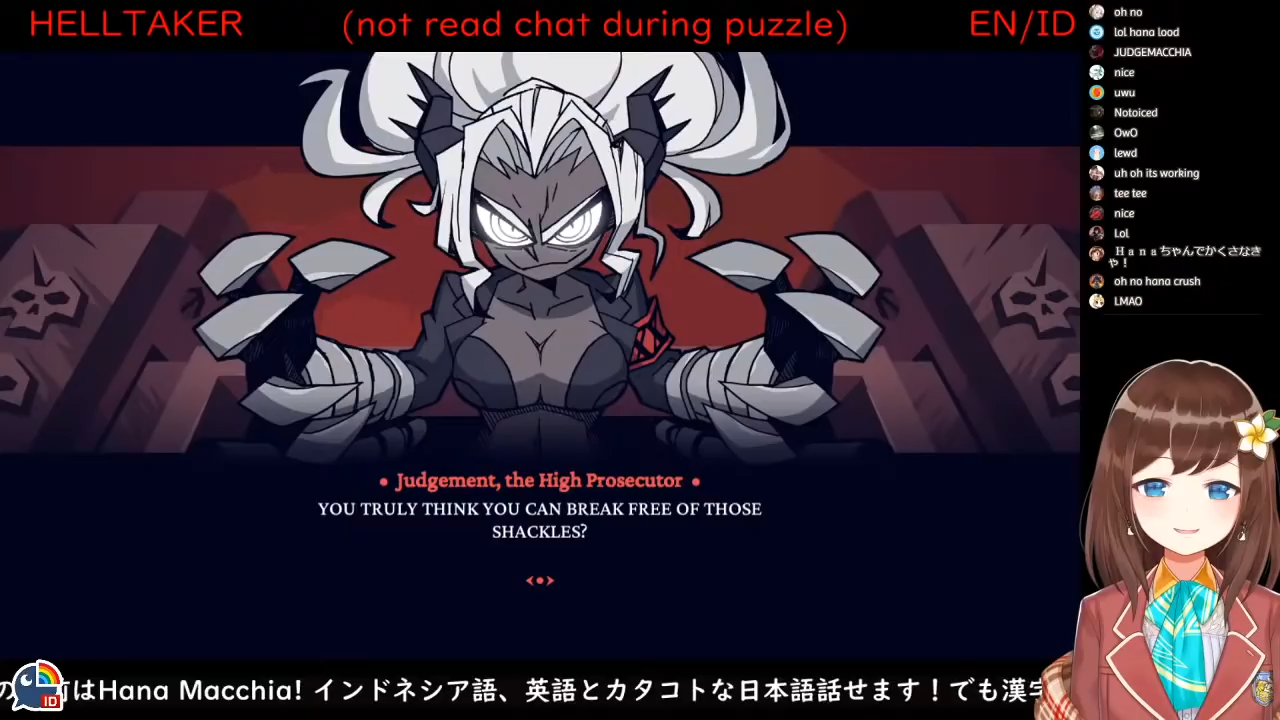 HELLTAKER (not read chat during puzzle) EN/ID
oh no
lol hana lood
JUDGEMACCHIA
nice
uwu
Notoiced
OwO
lewd
uh oh its working
tee tee
nice
Lol
Ｈａｎａちゃんでかくさなき
ゃ！
oh no hana crush
LMAO
• Judgement, the High Prosecutor •
YOU TRULY THINK YOU CAN BREAK FREE OF THOSE
SHACKLES?
はHana Macchia! インドネシア語、英語とカタコトな日本語話せます！でも漢字
ID